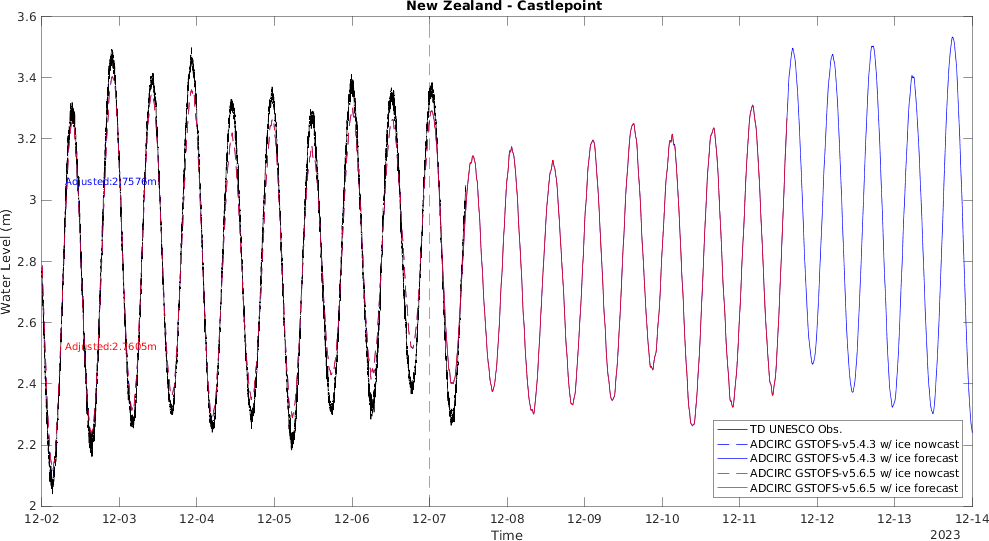 New Zealand - Castlepoint
3.6
3.4
3.2
3
2.8
2.6
2.4
2.2
2
Water Level (m)
Adjusted:2.7576m
Adjusted:2.7605m
TD UNESCO Obs.
ADCIRC GSTOFS-v5.4.3 w/ ice nowcast
ADCIRC GSTOFS-v5.4.3 w/ ice forecast
ADCIRC GSTOFS-v5.6.5 w/ ice nowcast
ADCIRC GSTOFS-v5.6.5 w/ ice forecast
12-02 12-03 12-04 12-05 12-06 12-07 12-08 12-09 12-10 12-11 12-12 12-13 12-14
Time
2023